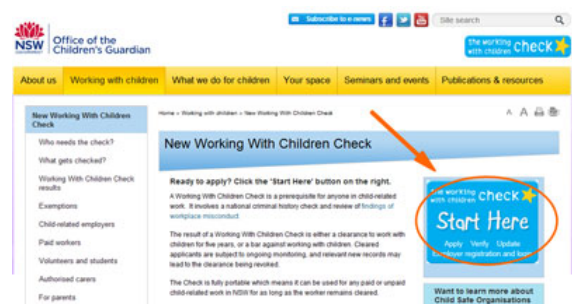 Subscribe to e-news
Site search
NSW
Office of the
Children's Guardian
the working
with children check
About us
Working with children
What we do for children
Your space
Seminars and events
Publications & resources
New Working With Children
Check
Who needs the check?
What gets checked?
Working With Children Check
results
Exemptions
Child-related employers
Paid workers
Volunteers and students
Authorised carers
For parents
Home » Working with children » New Working With Children Check
A A
New Working With Children Check
Ready to apply? Click the 'Start Here' button on the right.
A Working With Children Check is a prerequisite for anyone in child-related
work. It involves a national criminal history check and review of findings of
workplace misconduct.
The result of a Working With Children Check is either a clearance to work with
children for five years, or a bar against working with children. Cleared
applicants are subject to ongoing monitoring, and relevant new records may
lead to the clearance being revoked.
The Check is fully portable which means it can be used for any paid or unpaid
child-related work in NSW for as long as the worker remains cleared.
the working
with children check
Start Here
Apply Verify Update
Employer registration and login
Want to learn more about
Child Safe Organisations